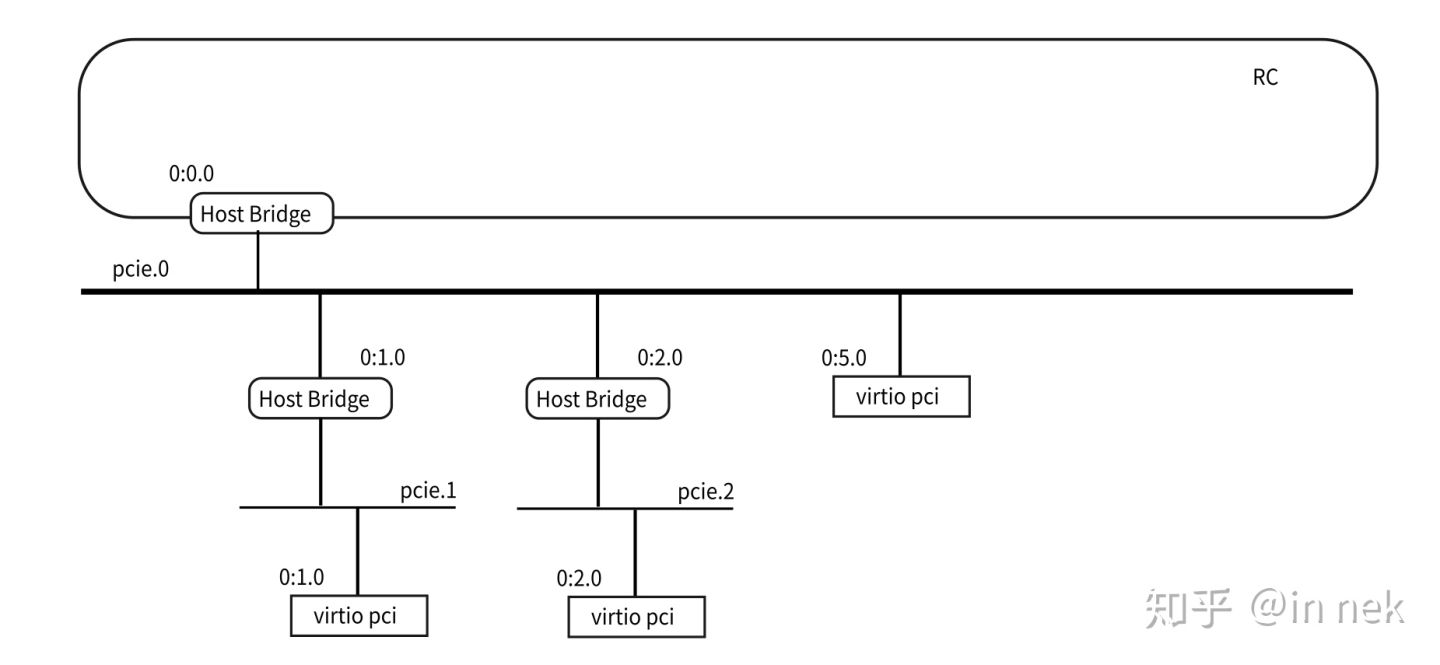 RC
0:0.0
Host Bridge
pcie.0
0:1.0
0:2.0
0:5.0
Host Bridge
Host Bridge
virtio pci
pcie.1
pcie.2
0:1.0
0:2.0
virtio pci
virtio pci
知乎 @in nek